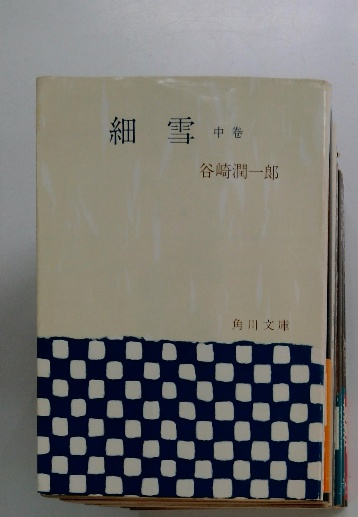 細 雪 中巻
谷崎潤一郎
角川文庫